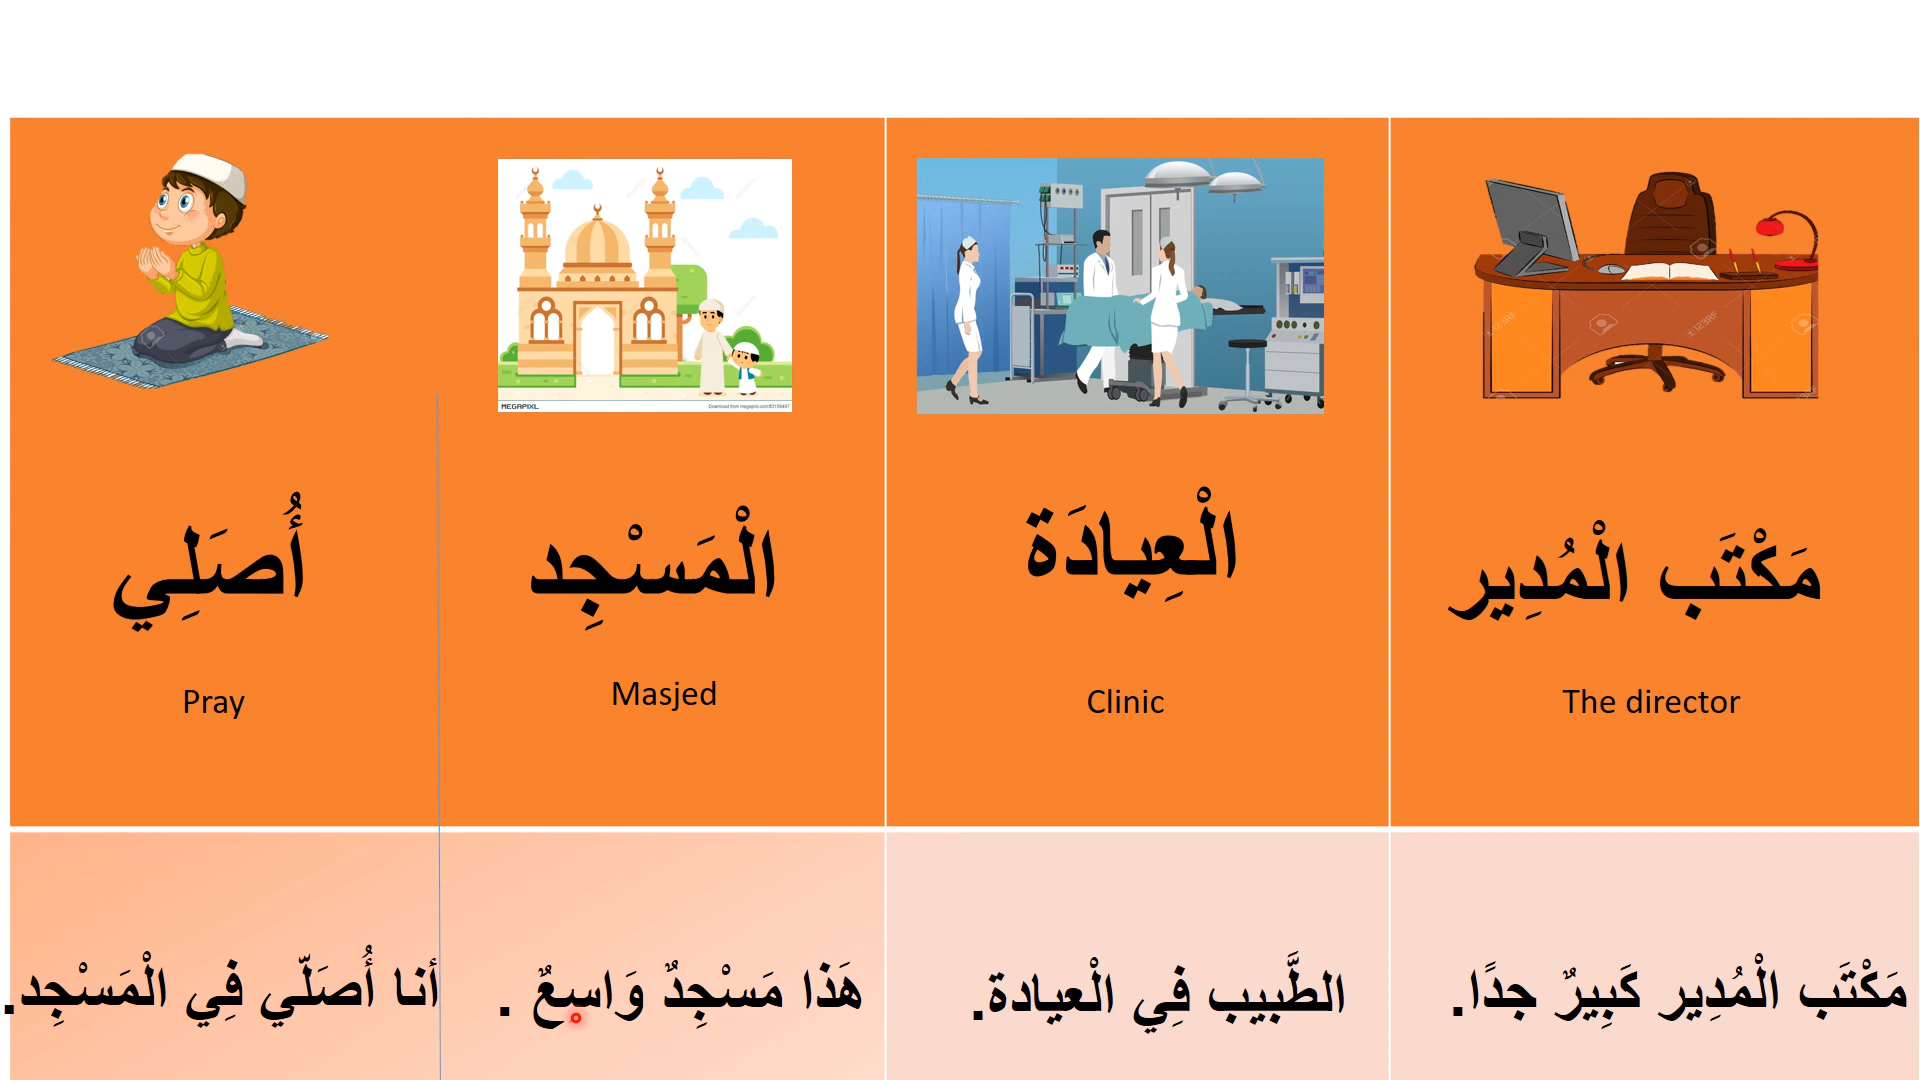 مَكْتَب الْمُدِير
The director
الْعِيادَة
Clinic
الْمَسْجِد
Masjed
أُصَلِي
Pray
مَكْتَب الْمُدِير كَبِيرٌ جدًا.
الطَّبيب فِي الْعيادة.
هَذا مَسْجِدٌ وَاسِعٌ .
أنا أُصَلّي فِي الْمَسْجِد.
MEGAPIXL